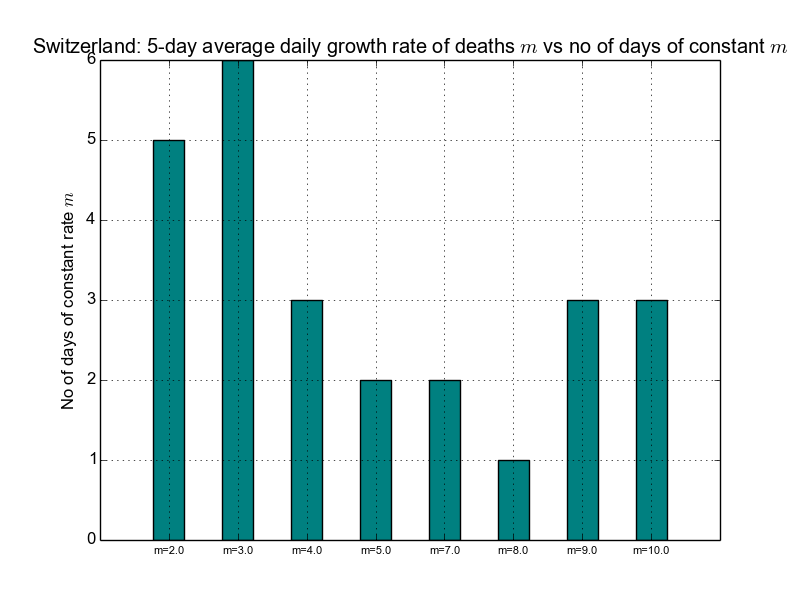 Switzerland: 5-day average daily growth rate of deaths m vs no of days of constant m
No of days of constant rate m
6
5
4
3
2
1
0
m=2.0 m=3.0 m=4.0 m=5.0 m=7.0 m=8.0 m=9.0 m=10.0